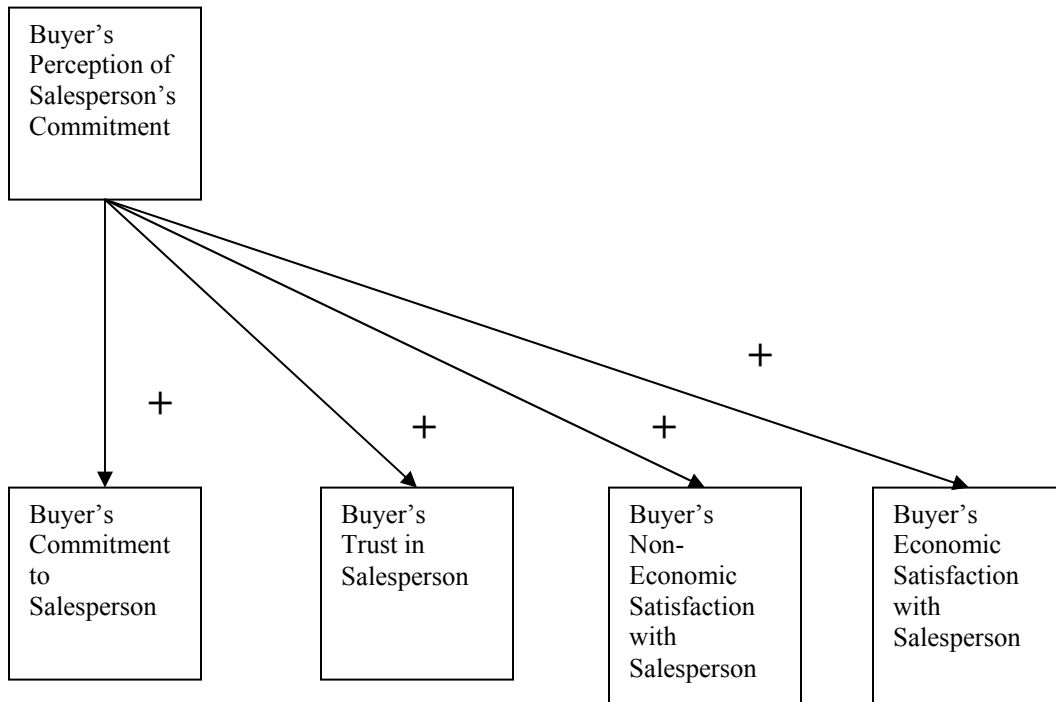 Buyer’s
Perception of
Salesperson’s
Commitment
+
+
+
+
Buyer’s
Commitment
to
Salesperson
Buyer’s
Trust in
Salesperson
Buyer’s
Non-
Economic
Satisfaction
with
Salesperson
Buyer’s
Economic
Satisfaction
with
Salesperson